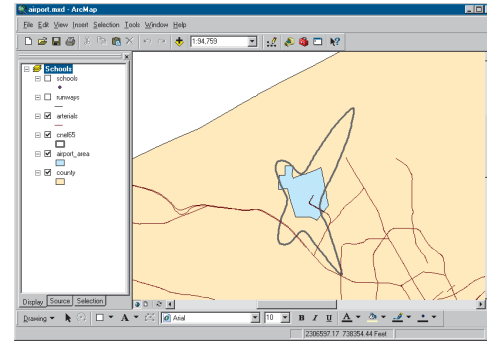 airport.mxd - ArcMap
File Edit View Insert Selection Tools Window Help
1:94,759
Schools
schools
runways
arterials
cnel65
airport_area
county
Display Source Selection
Drawing A Arial 10 B I U A
2306597.17 738354.44 Feet